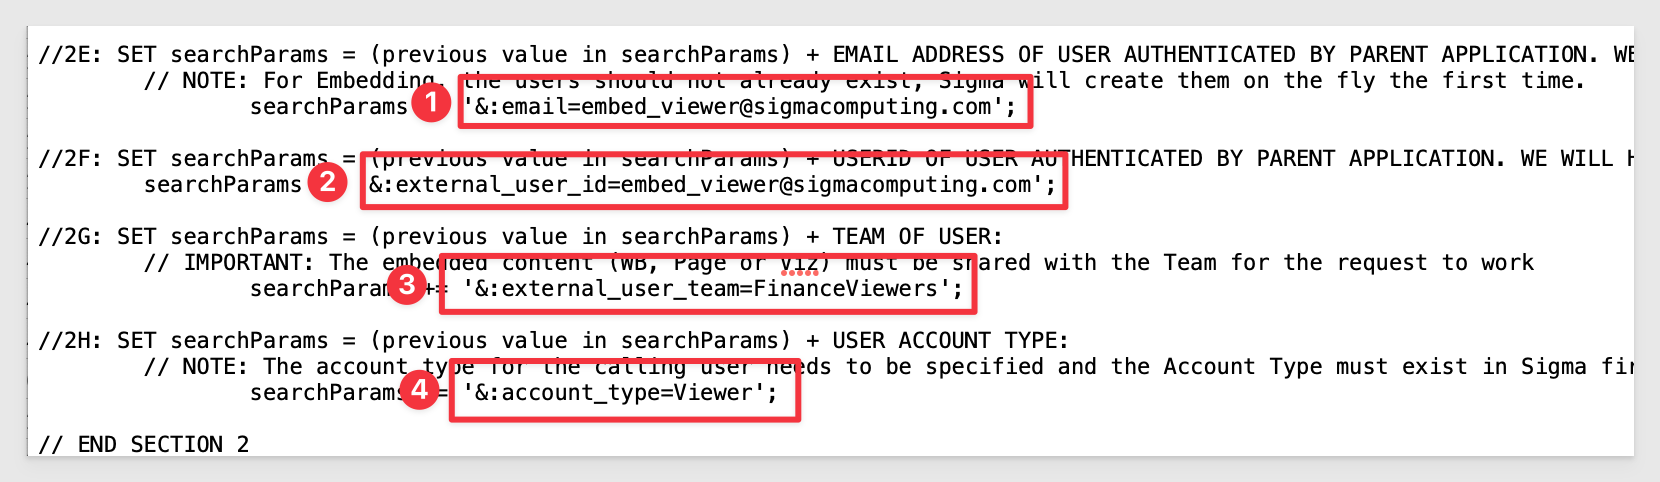 //2E: SET searchParams = (previous value in searchParams) + EMAIL ADDRESS OF USER AUTHENTICATED BY PARENT APPLICATION. WE
// NOTE: For Embedding, the users should not already exist, Sigma will create them on the fly the first time.
searchParams 1 '&:email=embed_viewer@sigmacomputing.com';
//2F: SET searchParams = (previous value in searchParams) + USERID OF USER AUTHENTICATED BY PARENT APPLICATION. WE WILL
searchParams 2 &:external_user_id=embed_viewer@sigmacomputing.com';
//2G: SET searchParams = (previous value in searchParams) + TEAM OF USER:
// IMPORTANT: The embedded content (WB, Page or Viz) must be shared with the Team for the request to work
searchParam 3 += '&:external_user_team=FinanceViewers';
//2H: SET searchParams = (previous value in searchParams) + USER ACCOUNT TYPE:
// NOTE: The account type for the calling user needs to be specified and the Account Type must exist in Sigma fir
searchParams 4 = '&:account_type=Viewer';
// END SECTION 2